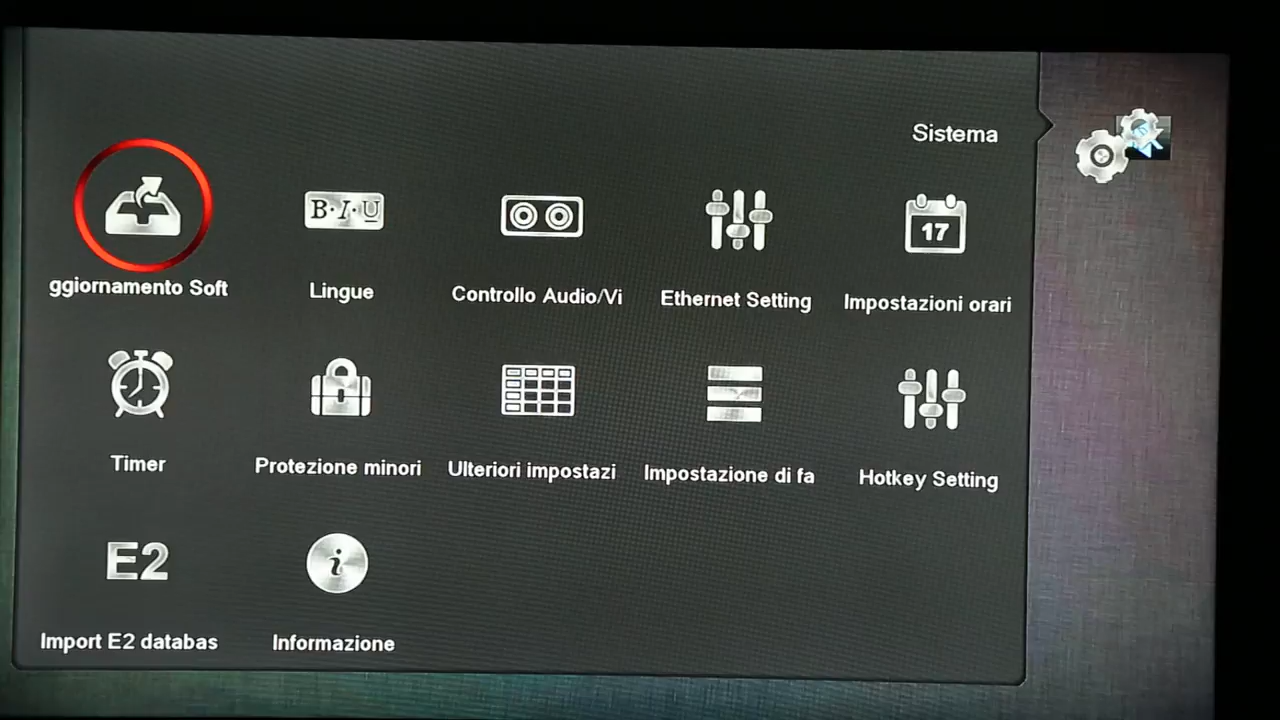 Sistema
B·I·U
17
ggiornamento Soft
Lingue
Controllo Audio/Vi
Ethernet Setting
Impostazioni orari
Timer
Protezione minori
Ulteriori impostazi
Impostazione di fa
Hotkey Setting
E2
i
Import E2 databas
Informazione